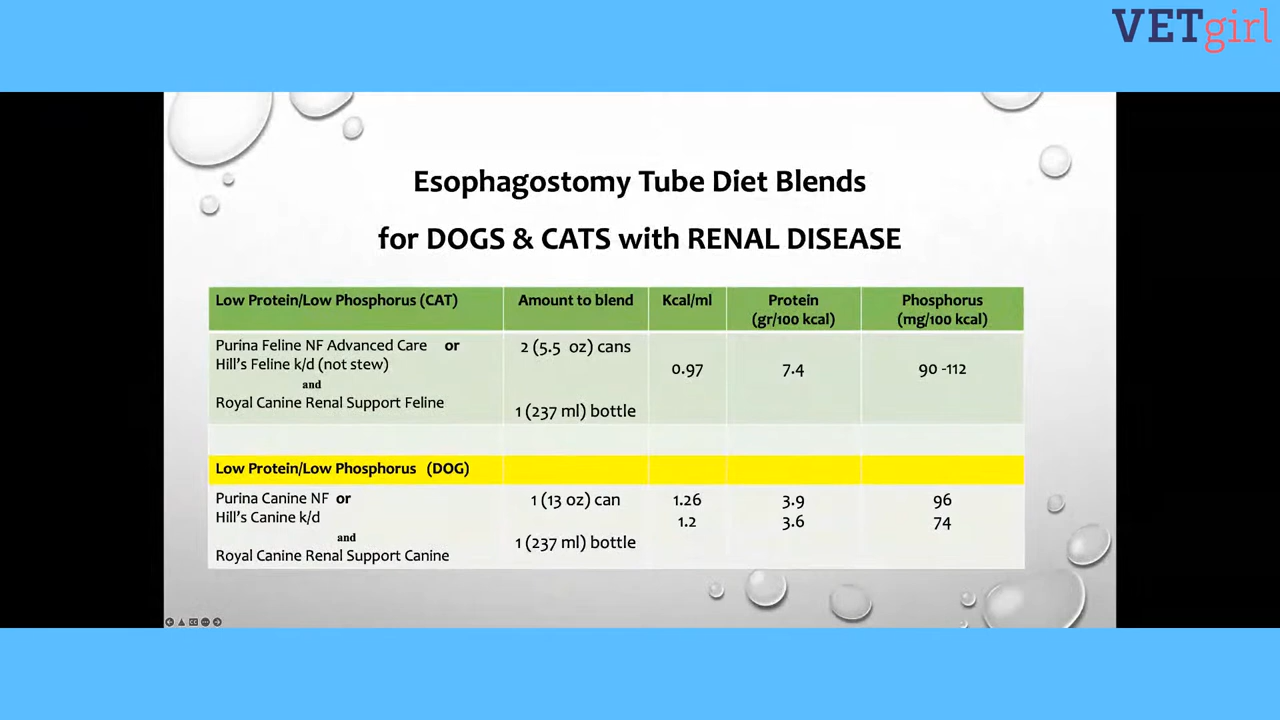 VETgirl
Esophagostomy Tube Diet Blends
for DOGS & CATS with RENAL DISEASE
Low Protein/Low Phosphorus (CAT) Amount to blend Kcal/ml Protein (gr/100 kcal) Phosphorus (mg/100 kcal)
Purina Feline NF Advanced Care or 2 (5.5 oz) cans
Hill's Feline k/d (not stew) 0.97 7.4 90 -112
and
Royal Canine Renal Support Feline 1 (237 ml) bottle
Low Protein/Low Phosphorus (DOG)
Purina Canine NF or 1 (13 oz) can 1.26 3.9 96
Hill's Canine k/d 1.2 3.6 74
and
Royal Canine Renal Support Canine 1 (237 ml) bottle